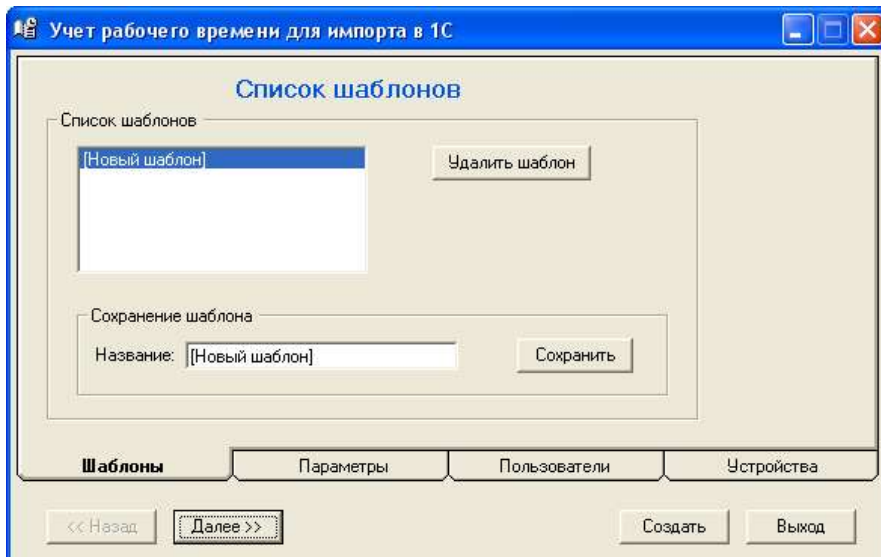 Учет рабочего времени для импорта в 1С
Список шаблонов
Список шаблонов
[Новый шаблон]
Удалить шаблон
Сохранение шаблона
Название: [Новый шаблон]
Сохранить
Шаблоны Параметры Пользователи Устройства
<< Назад Далее >> Создать Выход